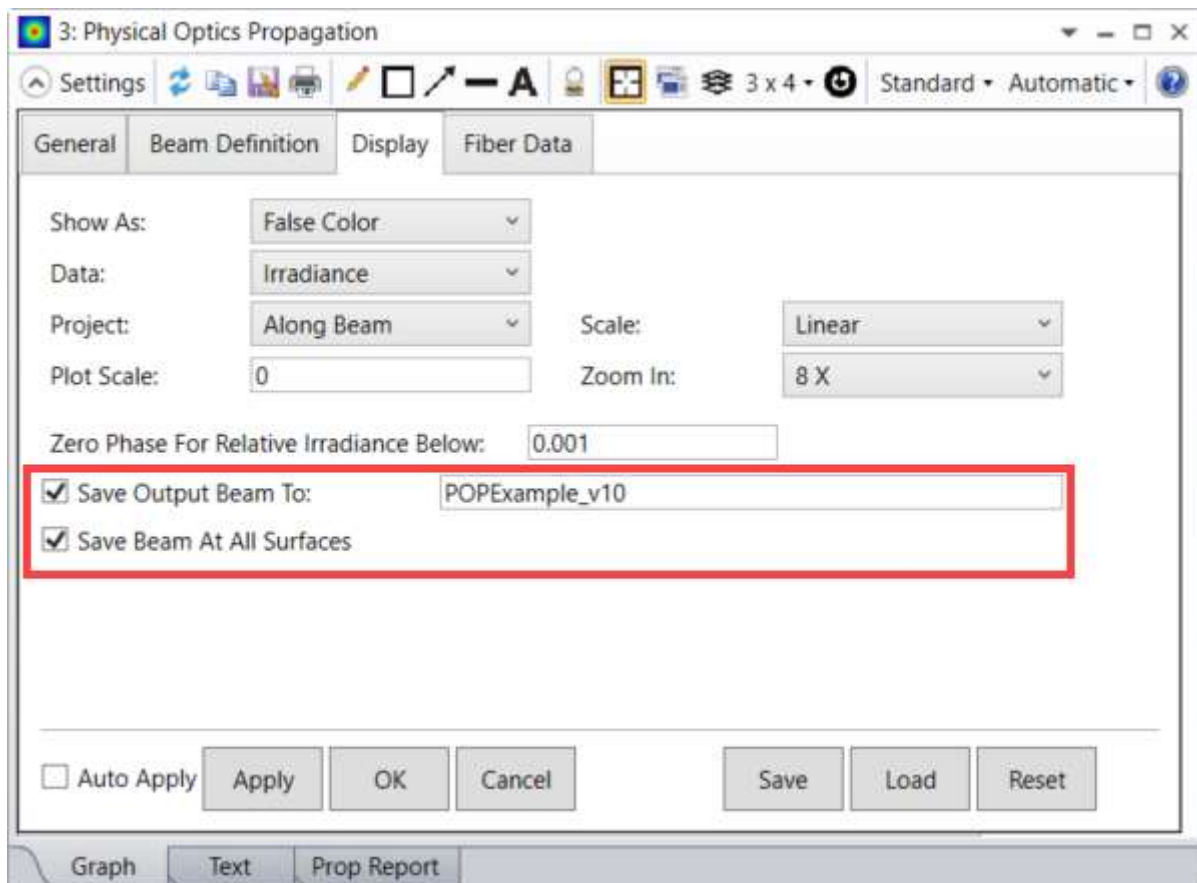 3: Physical Optics Propagation
Settings A 3 x 4 Standard Automatic
General Beam Definition Display Fiber Data
Show As: False Color
Data: Irradiance
Project: Along Beam Scale: Linear
Plot Scale: 0 Zoom In: 8 X
Zero Phase For Relative Irradiance Below: 0.001
Save Output Beam To: POPExample_v10
Save Beam At All Surfaces
Auto Apply Apply OK Cancel Save Load Reset
Graph Text Prop Report